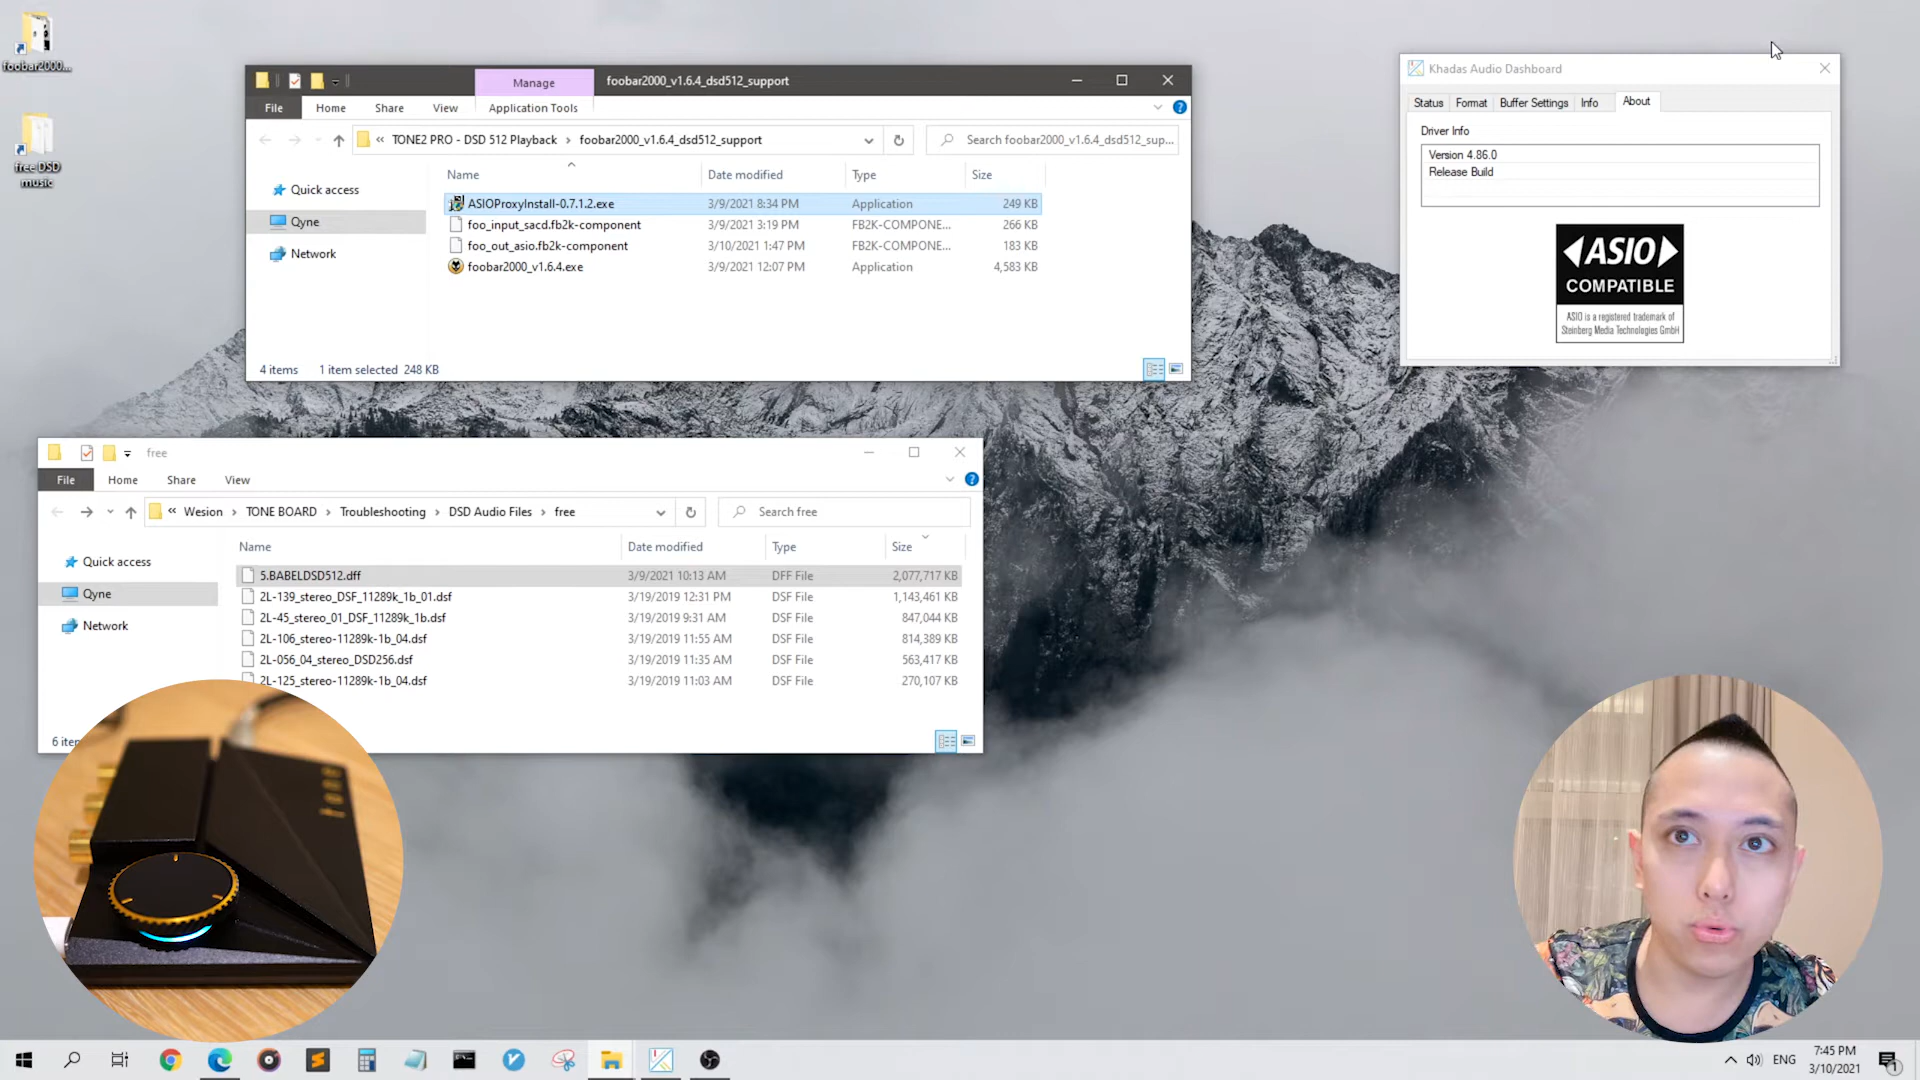 foobar2000...
free DSD
music
Manage
foobar2000_v1.6.4_dsd512_support
File
Home
Share
View
Application Tools
« TONE2 PRO - DSD 512 Playback › foobar2000_v1.6.4_dsd512_support
Search foobar2000_v1.6.4_dsd512_sup...
Quick access
Qyne
Network
Name
Date modified
Type
Size
ASIOProxyInstall-0.7.1.2.exe
3/9/2021 8:34 PM
Application
249 KB
foo_input_sacd.fb2k-component
3/9/2021 3:19 PM
FB2K-COMPONE...
266 KB
foo_out_asio.fb2k-component
3/10/2021 1:47 PM
FB2K-COMPONE...
183 KB
foobar2000_v1.6.4.exe
3/9/2021 12:07 PM
Application
4,583 KB
4 items
1 item selected 248 KB
Khadas Audio Dashboard
Status
Format
Buffer Settings
Info
About
Driver Info
Version 4.86.0
Release Build
ASIO
COMPATIBLE
ASIO is a registered trademark of
Steinberg Media Technologies GmbH
free
File
Home
Share
View
« Wesion › TONE BOARD › Troubleshooting › DSD Audio Files › free
Search free
Quick access
Qyne
Network
Name
Date modified
Type
Size
5.BABELDSD512.dff
3/9/2021 10:13 AM
DFF File
2,077,717 KB
2L-139_stereo_DSF_11289k_1b_01.dsf
3/19/2019 12:31 PM
DSF File
1,143,461 KB
2L-45_stereo_01_DSF_11289k_1b.dsf
3/19/2019 9:31 AM
DSF File
847,044 KB
2L-106_stereo-11289k-1b_04.dsf
3/19/2019 11:55 AM
DSF File
814,389 KB
2L-056_04_stereo_DSD256.dsf
3/19/2019 11:35 AM
DSF File
563,417 KB
2L-125_stereo-11289k-1b_04.dsf
3/19/2019 11:03 AM
DSF File
270,107 KB
tone
ENG
7:45 PM
3/10/2021
1